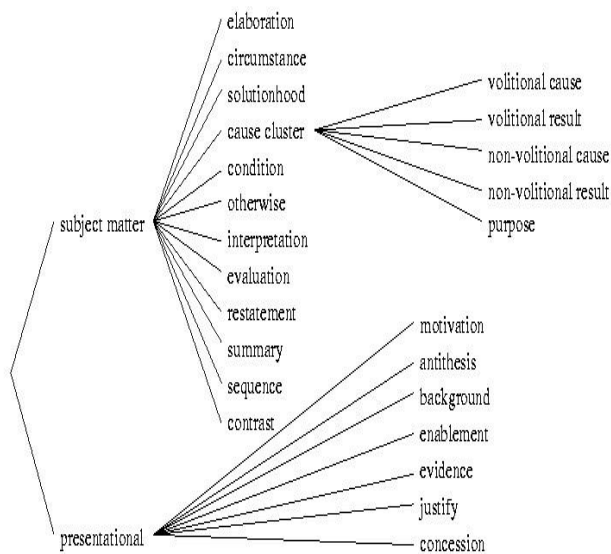 elaboration
circumstance
solutionhood
cause cluster
condition
otherwise
interpretation
evaluation
restatement
summary
sequence
contrast
subject matter
volitional cause
volitional result
non-volitional cause
non-volitional result
purpose
motivation
antithesis
background
enablement
evidence
justify
concession
presentational